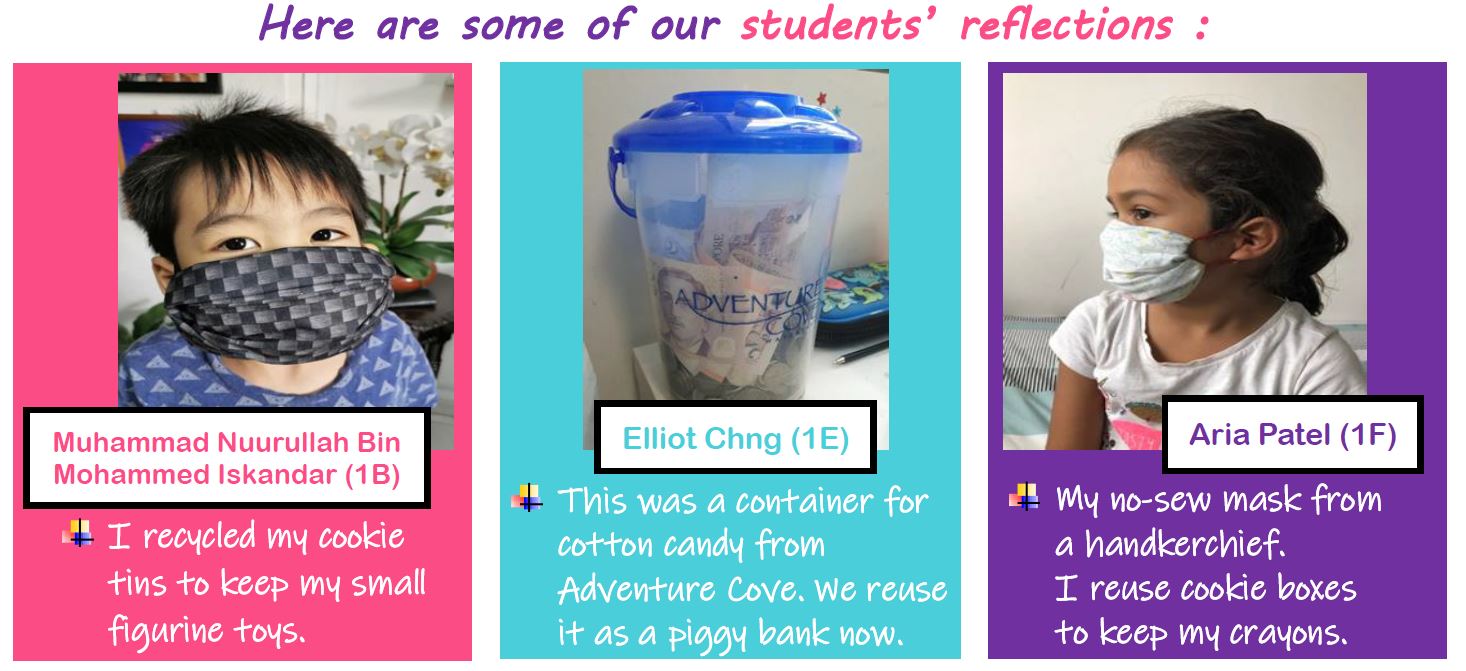 Here are some of our students’ reflections :
Muhammad Nuurullah Bin
Mohammed Iskandar (1B)
I recycled my cookie
tins to keep my small
figurine toys.
ADVENTURE
COVE
Elliot Chng (1E)
This was a container for
cotton candy from
Adventure Cove. We reuse
it as a piggy bank now.
Aria Patel (1F)
My no-sew mask from
a handkerchief.
I reuse cookie boxes
to keep my crayons.